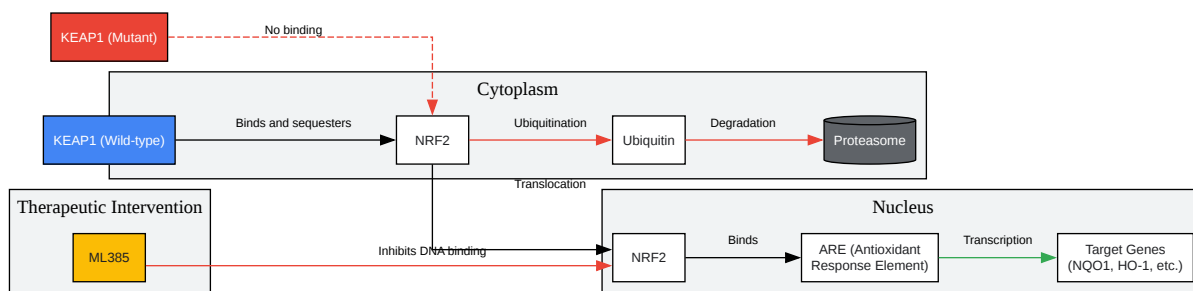 KEAP1 (Mutant)
No binding
Cytoplasm
KEAP1 (Wild-type)
Binds and sequesters
NRF2
Ubiquitination
Ubiquitin
Degradation
Proteasome
Translocation
Therapeutic Intervention
ML385
Inhibits DNA binding
Nucleus
NRF2
Binds
ARE (Antioxidant
Response Element)
Transcription
Target Genes
(NQO1, HO-1, etc.)